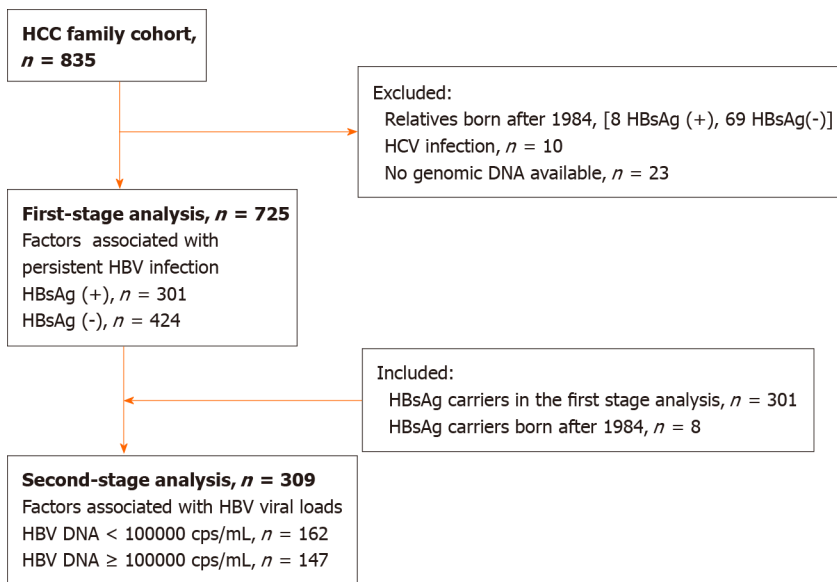 HCC family cohort,
n = 835
Excluded:
Relatives born after 1984, [8 HBsAg (+), 69 HBsAg(-)]
HCV infection, n = 10
No genomic DNA available, n = 23
First-stage analysis, n = 725
Factors associated with
persistent HBV infection
HBsAg (+), n = 301
HBsAg (-), n = 424
Included:
HBsAg carriers in the first stage analysis, n = 301
HBsAg carriers born after 1984, n = 8
Second-stage analysis, n = 309
Factors associated with HBV viral loads
HBV DNA < 100000 cps/mL, n = 162
HBV DNA ≥ 100000 cps/mL, n = 147